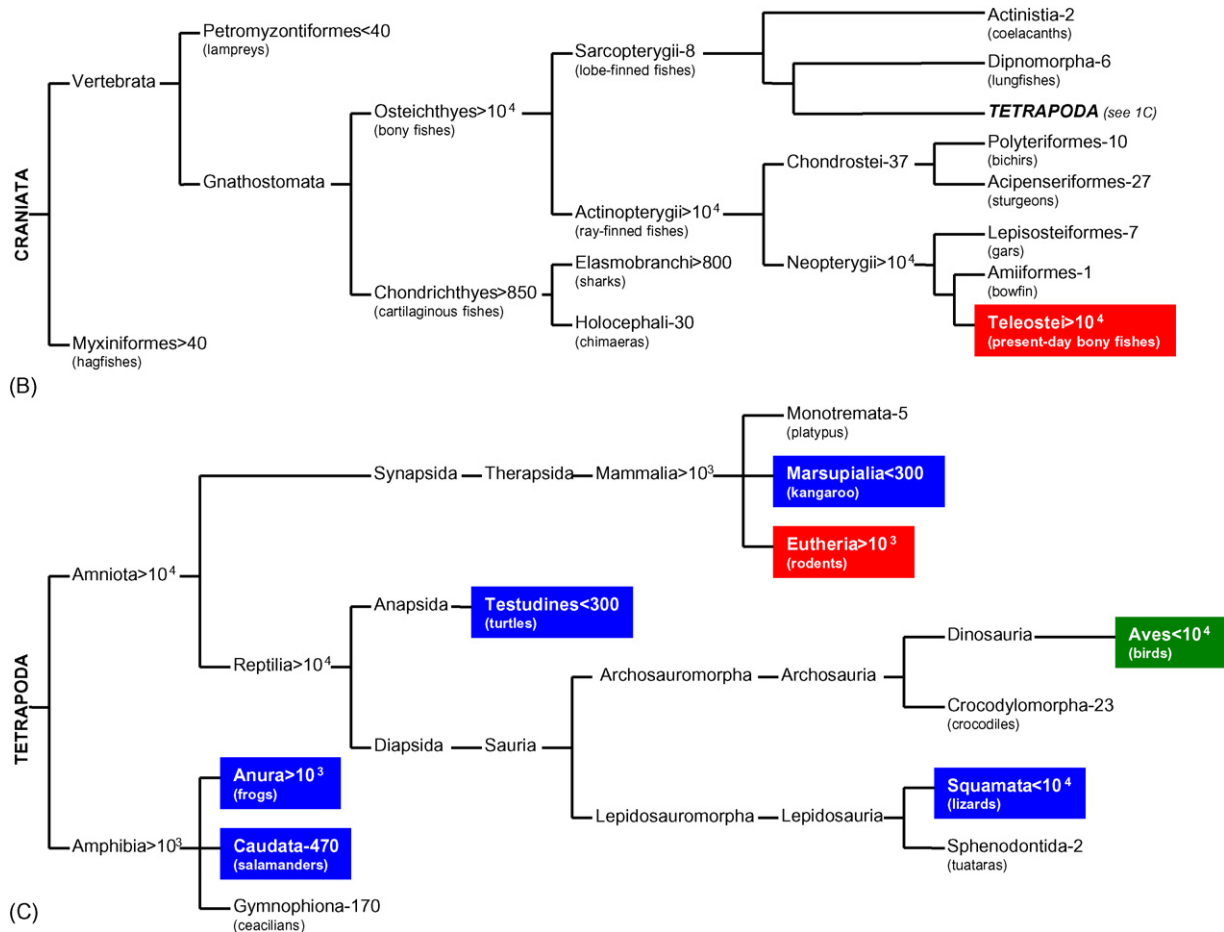 CRANIATA
Vertebrata
Petromyzontiformes<40
(lampreys)
Gnathostomata
Osteichthyes>10⁴
(bony fishes)
Sarcopterygii-8
(lobe-finned fishes)
Actinistia-2
(coelacanths)
Dipnomorpha-6
(lungfishes)
TETRAPODA (see 1C)
Actinopterygii>10⁴
(ray-finned fishes)
Chondrostei-37
Polyteriformes-10
(bichirs)
Acipenseriformes-27
(sturgeons)
Neopterygii>10⁴
Lepisosteiformes-7
(gars)
Amiiformes-1
(bowfin)
Teleostei>10⁴
(present-day bony fishes)
Chondrichthyes>850
(cartilaginous fishes)
Elasmobranchi>800
(sharks)
Holocephali-30
(chimaeras)
Myxiniformes>40
(hagfishes)
(B)
TETRAPODA
Amniota>10⁴
Synapsida
Therapsida
Mammalia>10³
Monotremata-5
(platypus)
Marsupialia<300
(kangaroo)
Eutheria>10³
(rodents)
Reptilia>10⁴
Anapsida
Testudines<300
(turtles)
Diapsida
Sauria
Archosauromorpha
Archosauria
Dinosauria
Aves<10⁴
(birds)
Crocodylomorpha-23
(crocodiles)
Lepidosauromorpha
Lepidosauria
Squamata<10⁴
(lizards)
Sphenodontida-2
(tuataras)
Amphibia>10³
Anura>10³
(frogs)
Caudata-470
(salamanders)
Gymnophiona-170
(ceacilians)
(C)